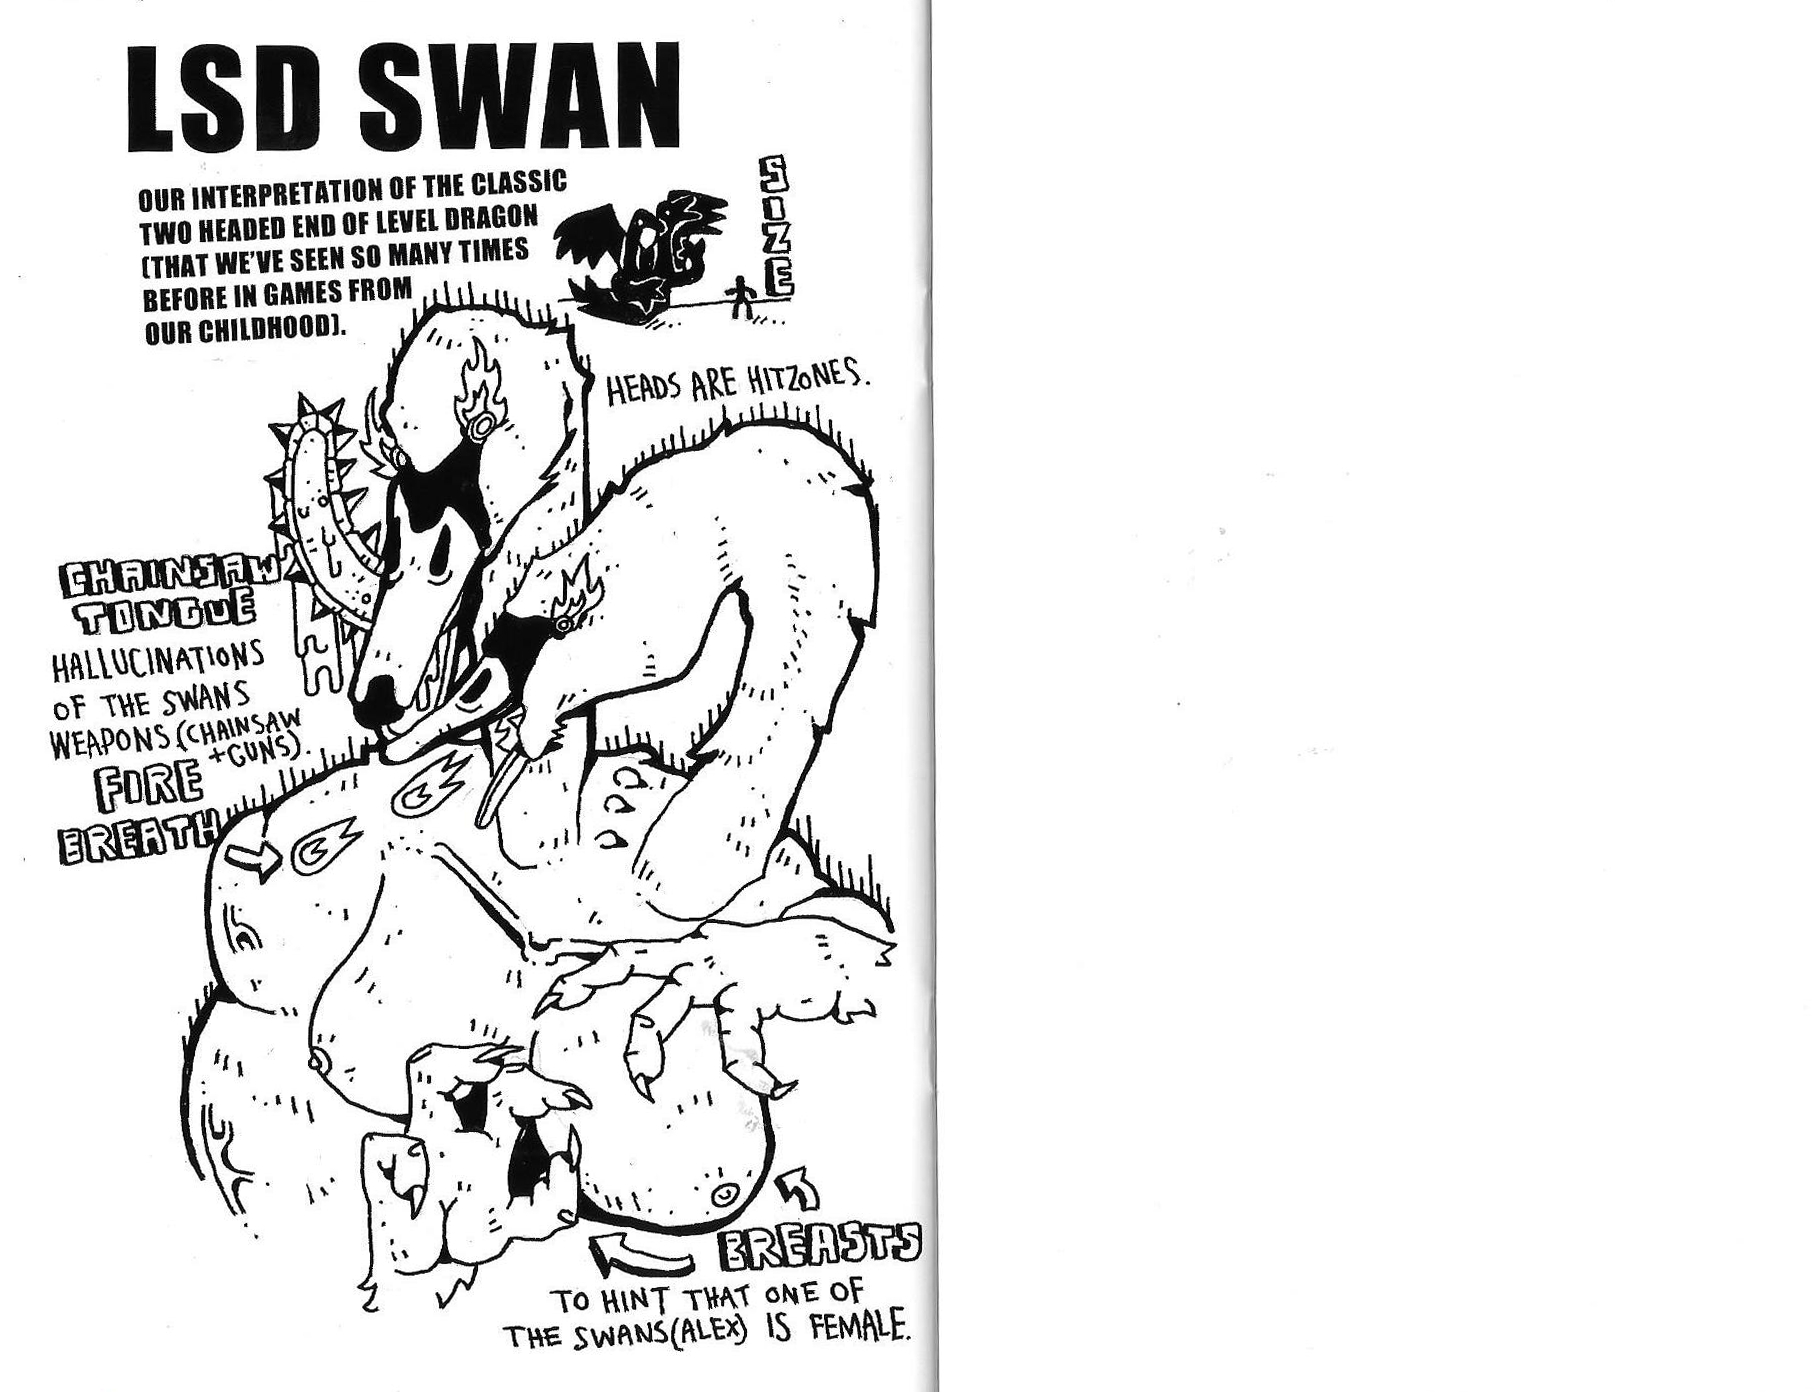 LSD SWAN
OUR INTERPRETATION OF THE CLASSIC
TWO HEADED END OF LEVEL DRAGON
(THAT WE'VE SEEN SO MANY TIMES
BEFORE IN GAMES FROM
OUR CHILDHOOD).
SIZE
HEADS ARE HITZONES.
CHAINSAW
TONGUE
HALLUCINATIONS
OF THE SWANS
WEAPONS (CHAINSAW
+GUNS).
FIRE
BREATH
BREASTS
TO HINT THAT ONE OF
THE SWANS(ALEX) IS FEMALE.